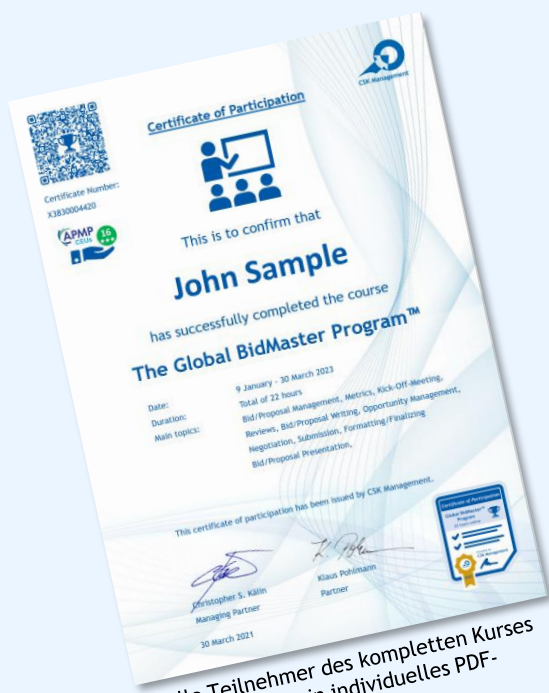 CSK Management
Certificate of Participation
Certificate Number:
X3830004420
APMP
CEUs
16
This is to confirm that
John Sample
has successfully completed the course
The Global BidMaster Program™
Date: 9 January - 30 March 2023
Duration: Total of 22 hours
Main topics: Bid/Proposal Management, Metrics, Kick-Off-Meeting,
Reviews, Bid/Proposal Writing, Opportunity Management,
Negotiation, Submission, Formatting/Finalizing
Bid/Proposal Presentation.
This certificate of participation has been issued by CSK Management.
Christopher S. Kälin
Managing Partner
Klaus Pohlmann
Partner
30 March 2021
Certificate of Participation
Global BidMaster™
Program
CSK Management
Teilnehmer des kompletten Kurses
individuelles PDF-